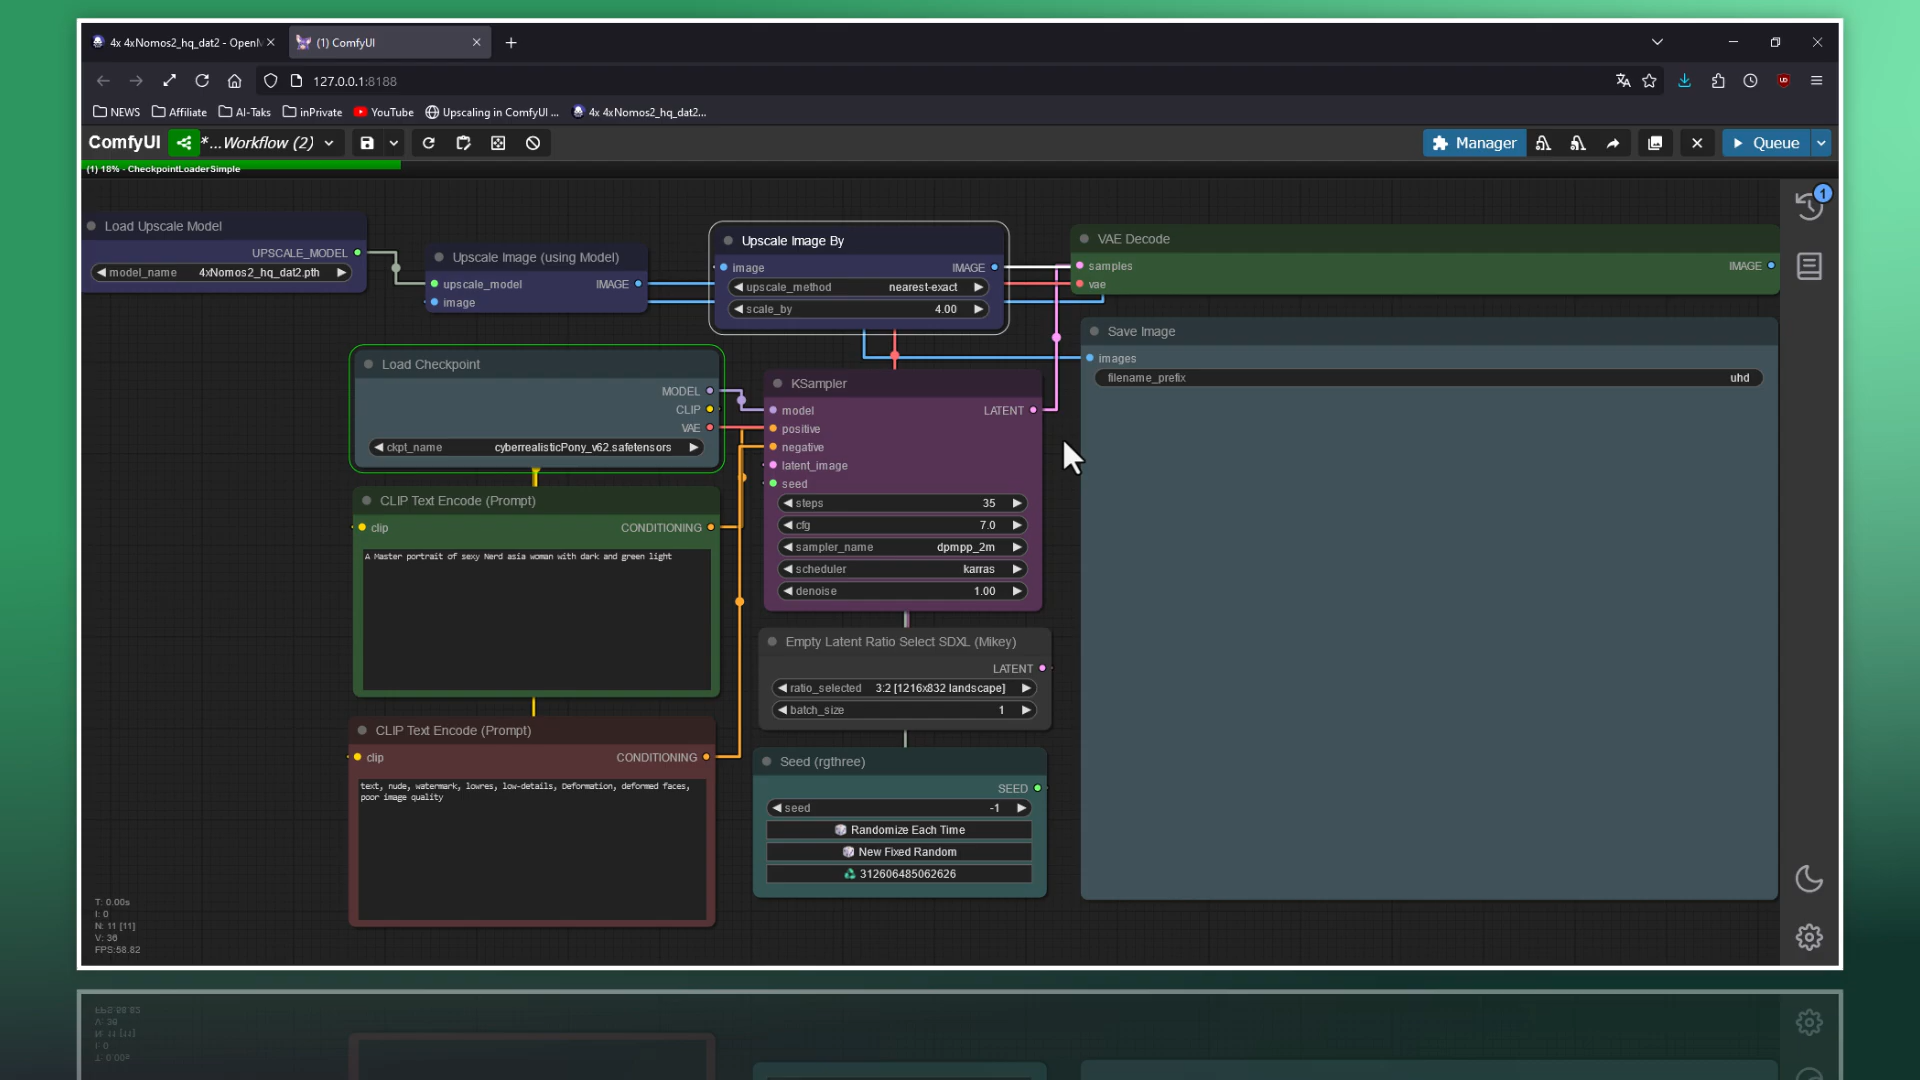 4x 4xNomos2_hq_dat2 - OpenM
(1) ComfyUI
127.0.0.1:8188
NEWS
Affiliate
AI-Taks
inPrivate
YouTube
Upscaling in ComfyUI ...
4x 4xNomos2_hq_dat2...
ComfyUI
*...Workflow (2)
Manager
Queue
(1) 18% - CheckpointLoaderSimple
1
Load Upscale Model
UPSCALE_MODEL
model_name 4xNomos2_hq_dat2.pth
Upscale Image (using Model)
upscale_model IMAGE
image
Upscale Image By
image IMAGE
upscale_method nearest-exact
scale_by 4.00
VAE Decode
samples IMAGE
vae
Save Image
images
filename_prefix uhd
Load Checkpoint
MODEL
CLIP
VAE
ckpt_name cyberrealisticPony_v62.safetensors
KSampler
model LATENT
positive
negative
latent_image
seed
steps 35
cfg 7.0
sampler_name dpmpp_2m
scheduler karras
denoise 1.00
CLIP Text Encode (Prompt)
clip CONDITIONING
A Master portrait of sexy Nerd asia woman with dark and green light
Empty Latent Ratio Select SDXL (Mikey)
LATENT
ratio_selected 3:2 [1216x832 landscape]
batch_size 1
CLIP Text Encode (Prompt)
clip CONDITIONING
text, nude, watermark, lowres, low-details, Deformation, deformed faces,
poor image quality
Seed (rgthree)
SEED
seed -1
Randomize Each Time
New Fixed Random
312606485062626
T: 0.00s
I: 0
N: 11 [11]
V: 36
FPS:58.82